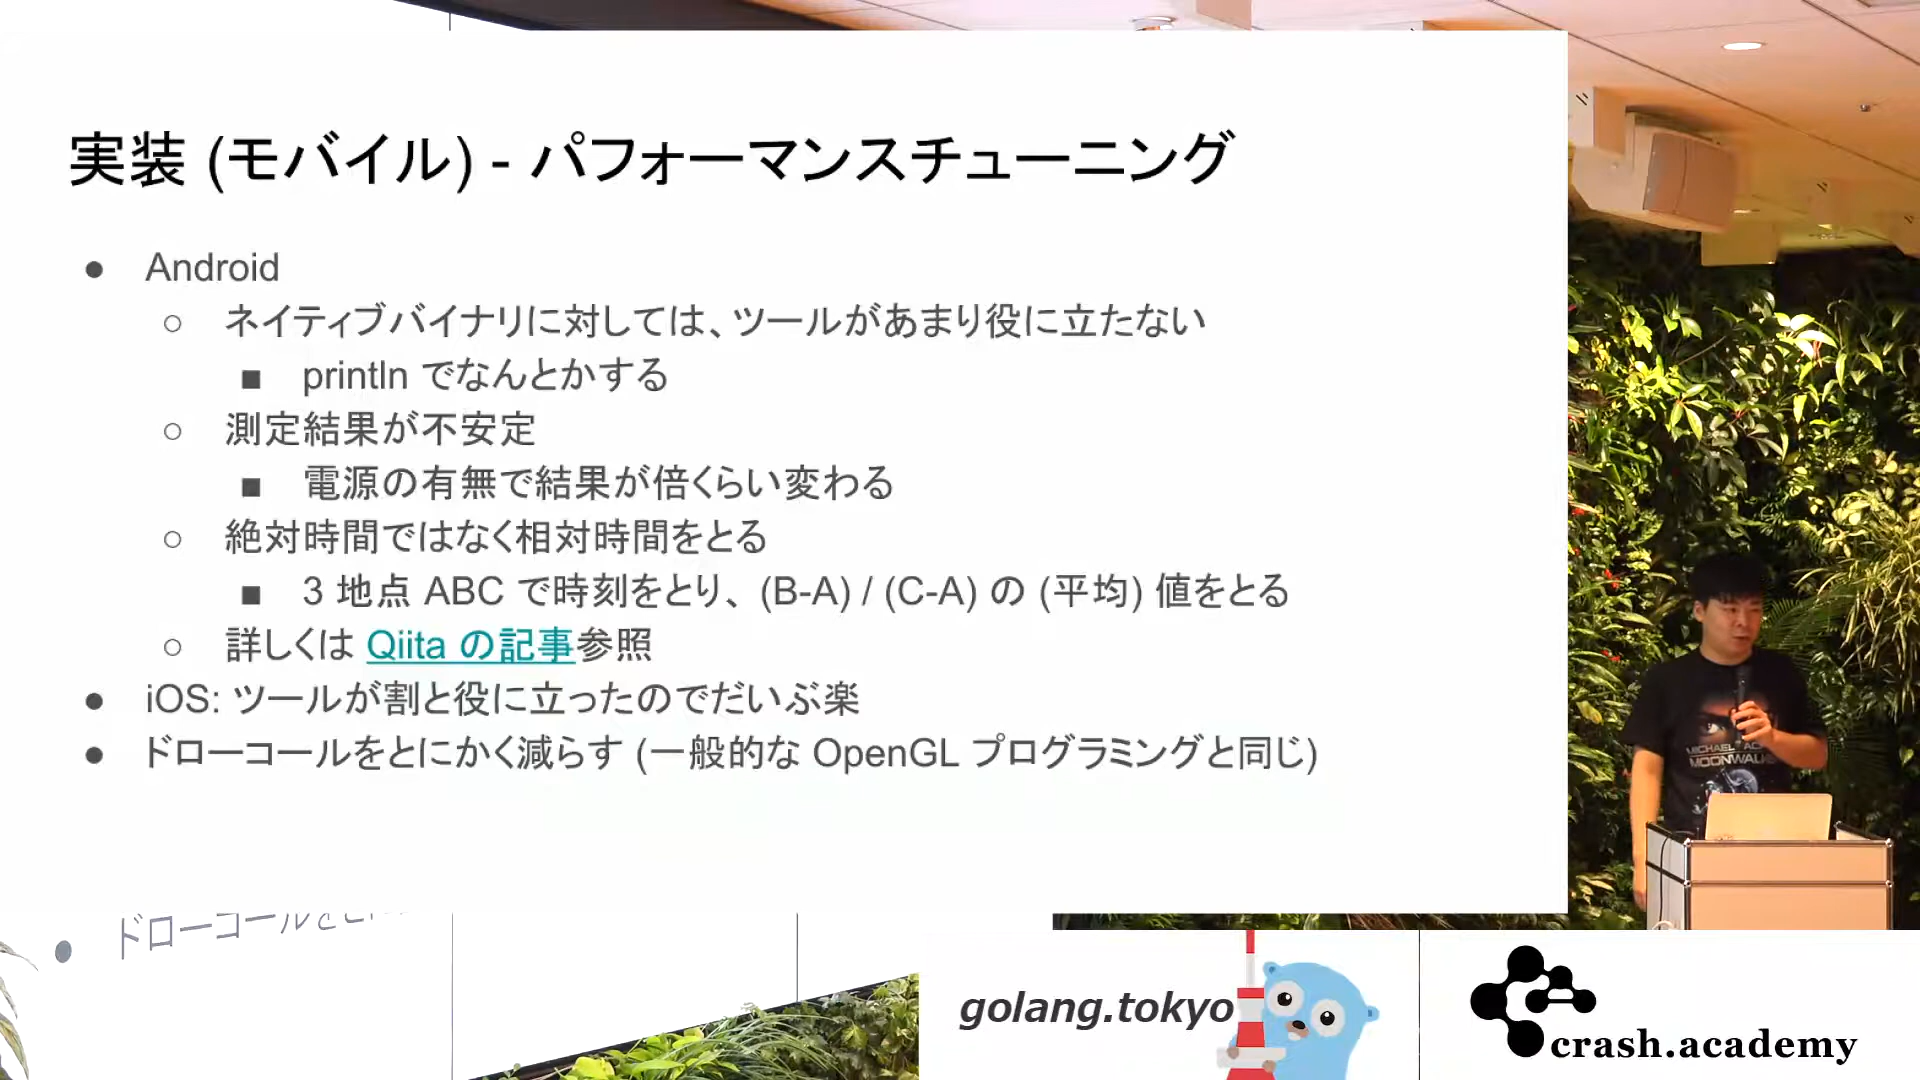 実装 (モバイル) - パフォーマンスチューニング
● Android
○ ネイティブバイナリに対しては、ツールがあまり役に立たない
■ println でなんとかする
○ 測定結果が不安定
■ 電源の有無で結果が倍くらい変わる
○ 絶対時間ではなく相対時間をとる
■ 3 地点 ABC で時刻をとり、(B-A) / (C-A) の (平均) 値をとる
○ 詳しくは Qiita の記事参照
● iOS: ツールが割と役に立ったのでだいぶ楽
● ドローコールをとにかく減らす (一般的な OpenGL プログラミングと同じ)
● ドローコールをと
MOONWAL
golang.tokyo
crash.academy